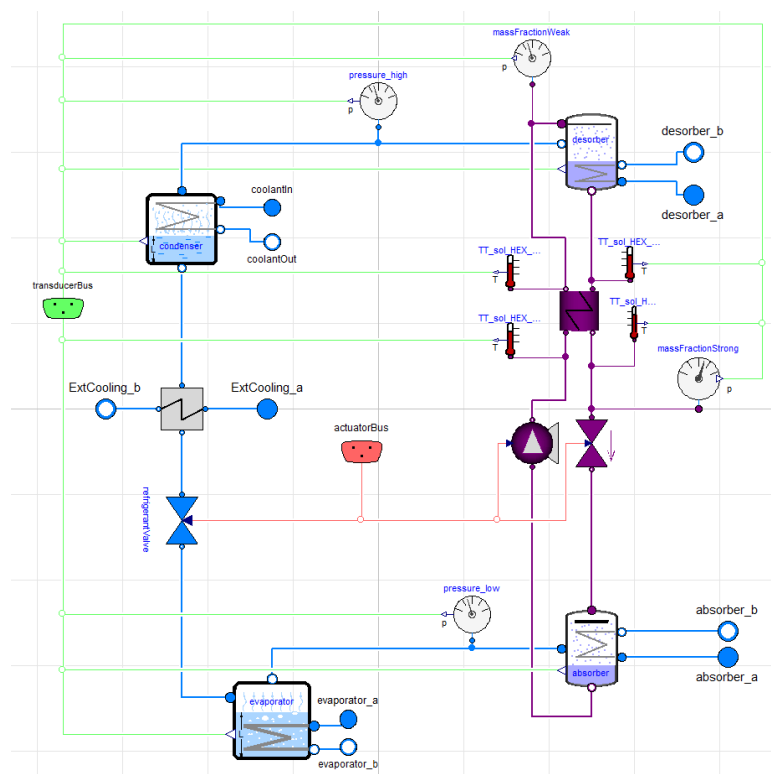 massFractionWeak
p
pressure_high
p
desorber
desorber_b
desorber_a
coolantIn
condenser
L
coolantOut
TT_sol_HEX_...
T
TT_sol_HEX_...
T
transducerBus
TT_sol_H...
T
TT_sol_HEX_...
T
massFractionStrong
p
ExtCooling_b
ExtCooling_a
actuatorBus
refrigerantValve
pressure_low
p
absorber_b
absorber
absorber_a
evaporator
L
evaporator_a
evaporator_b